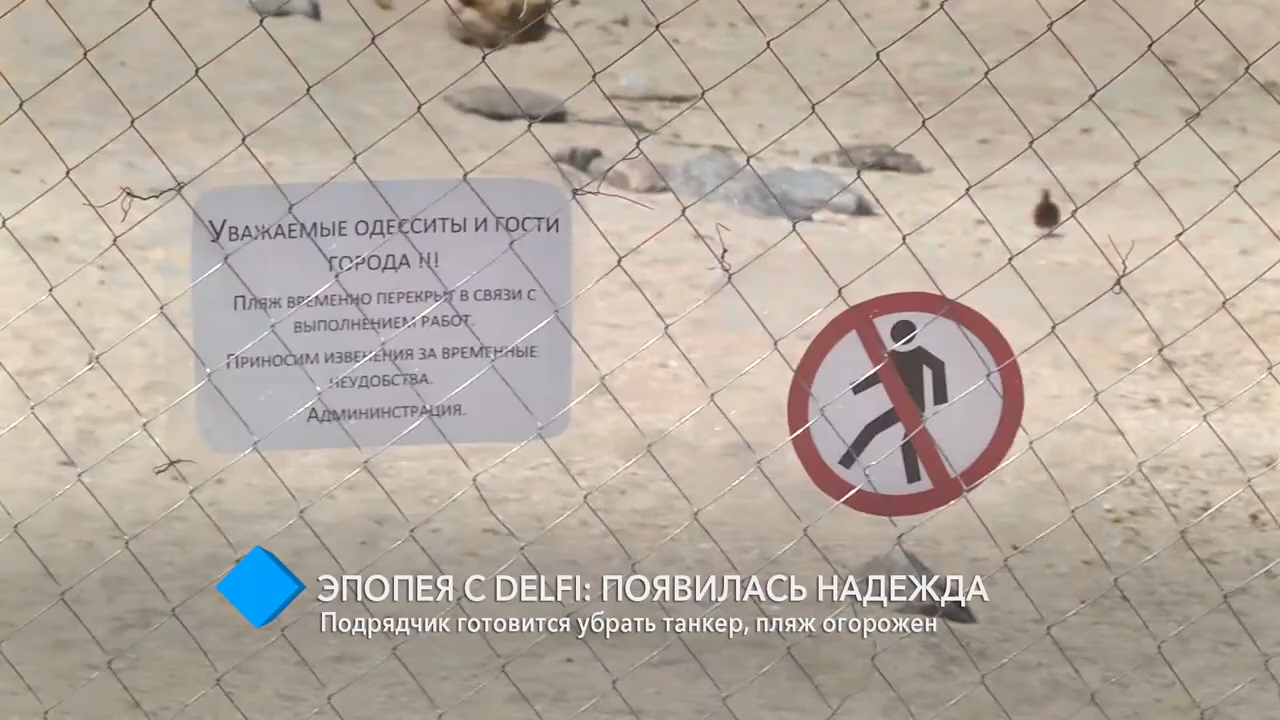 Уважаемые одесситы и гости
города !!!
Пляж временно перекрыт в связи с
выполнением работ.
Приносим извенения за временные
неудобства.
Админинстрация.
ЭПОПЕЯ С DELFI: ПОЯВИЛАСЬ НАДЕЖДА
Подрядчик готовится убрать танкер, пляж огорожен